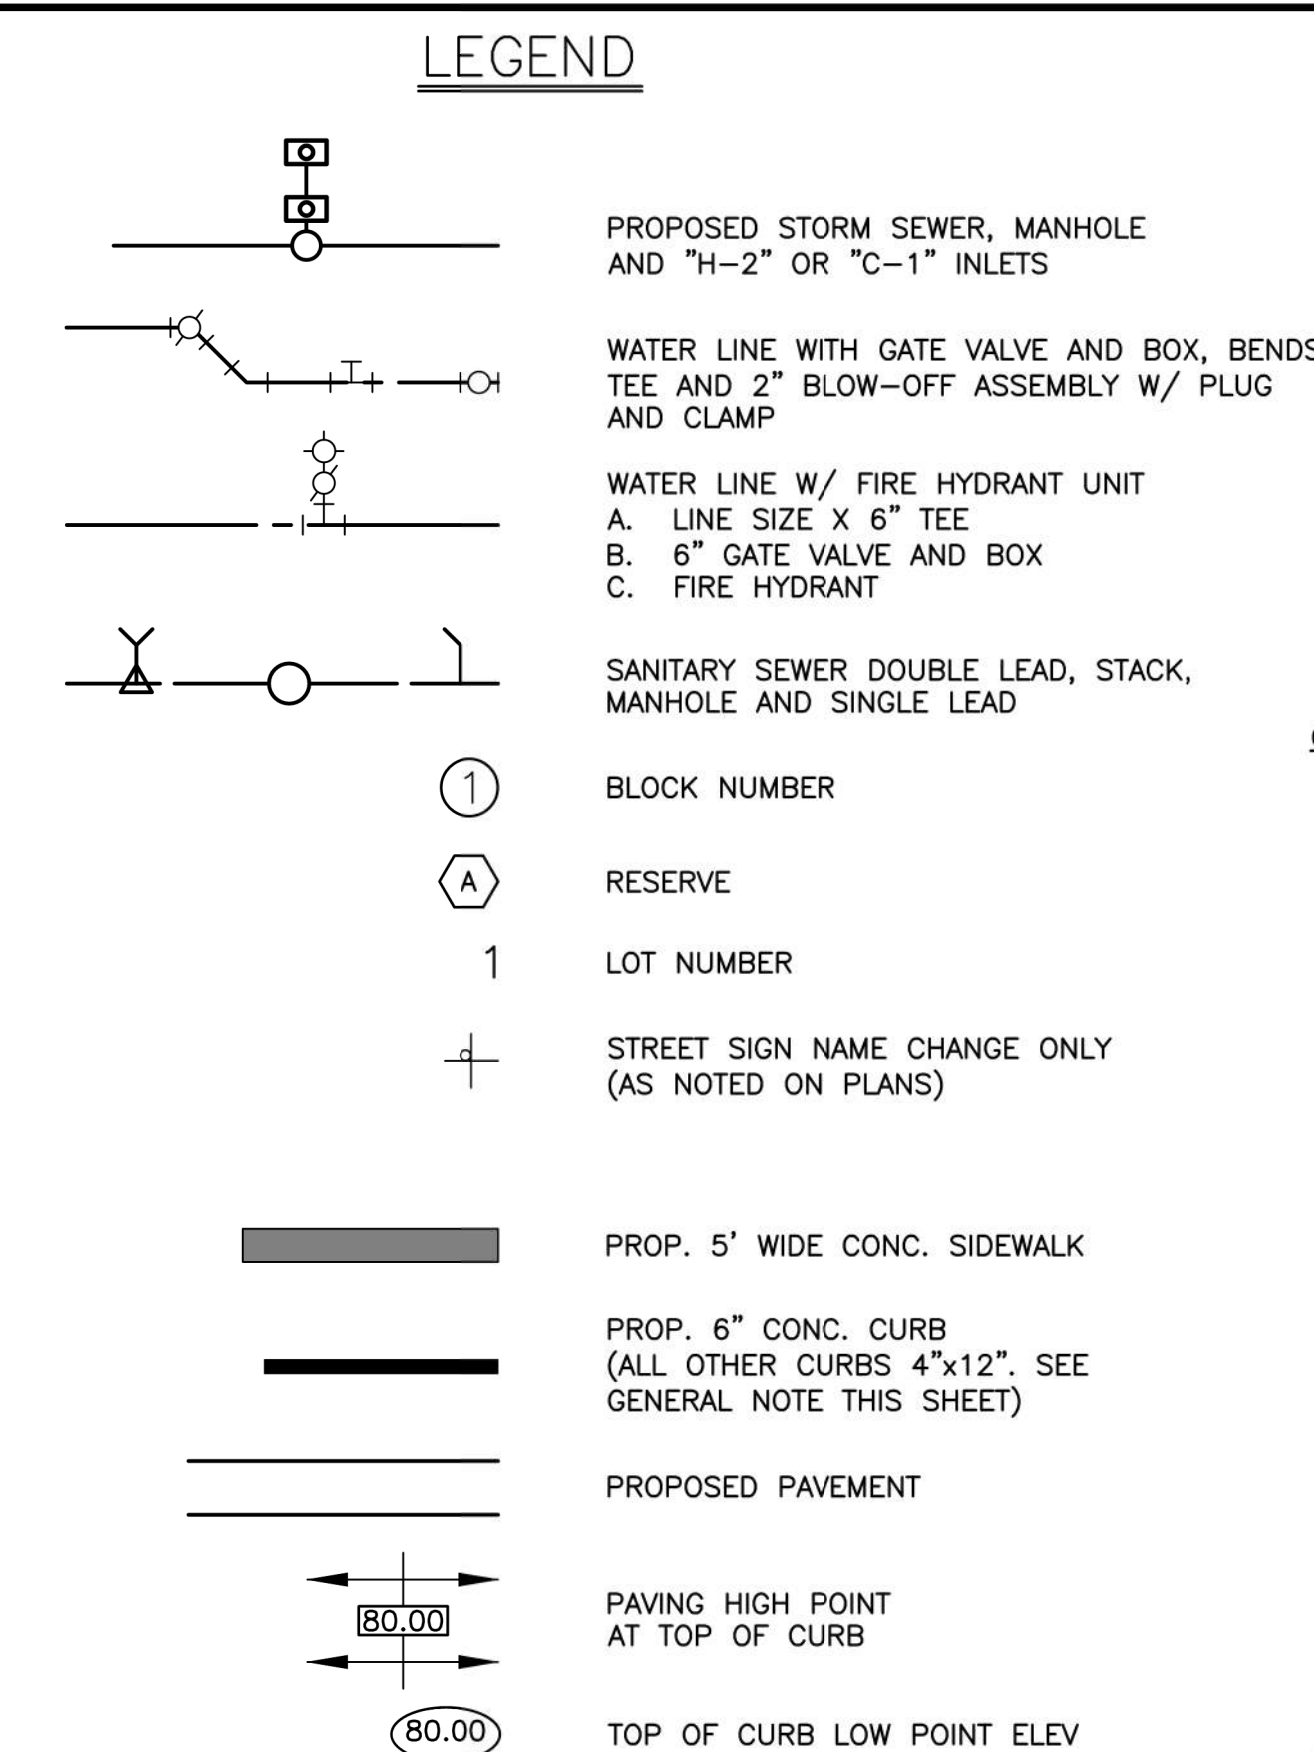 LEGEND
PROPOSED STORM SEWER, MANHOLE
AND "H-2" OR "C-1" INLETS
WATER LINE WITH GATE VALVE AND BOX, BENDS
TEE AND 2" BLOW-OFF ASSEMBLY W/ PLUG
AND CLAMP
WATER LINE W/ FIRE HYDRANT UNIT
A. LINE SIZE X 6" TEE
B. 6" GATE VALVE AND BOX
C. FIRE HYDRANT
SANITARY SEWER DOUBLE LEAD, STACK,
MANHOLE AND SINGLE LEAD
1 BLOCK NUMBER
A RESERVE
1 LOT NUMBER
STREET SIGN NAME CHANGE ONLY
(AS NOTED ON PLANS)
PROP. 5' WIDE CONC. SIDEWALK
PROP. 6" CONC. CURB
(ALL OTHER CURBS 4"x12". SEE
GENERAL NOTE THIS SHEET)
PROPOSED PAVEMENT
80.00
PAVING HIGH POINT
AT TOP OF CURB
80.00 TOP OF CURB LOW POINT ELEV